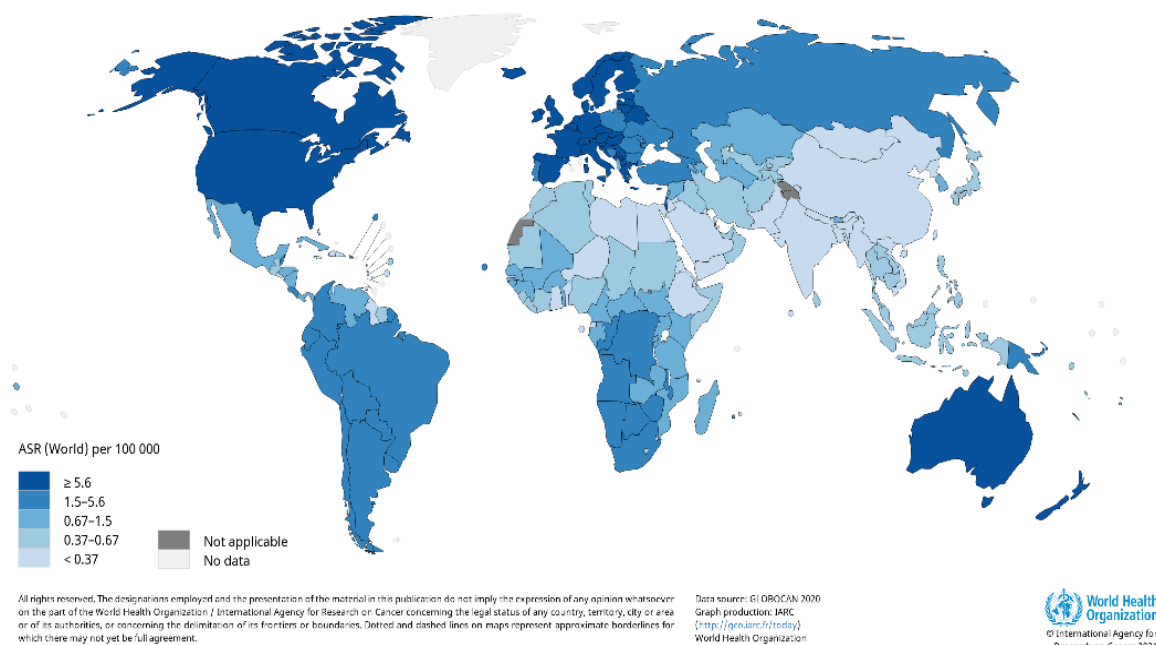 ASR (World) per 100 000
≥ 5.6
1.5–5.6
0.67–1.5
0.37–0.67
< 0.37
Not applicable
No data
All rights reserved. The designations employed and the presentation of the material in this publication do not imply the expression of any opinion whatsoever
on the part of the World Health Organization / International Agency for Research on Cancer concerning the legal status of any country, territory, city or area
or of its authorities, or concerning the delimitation of its frontiers or boundaries. Dotted and dashed lines on maps represent approximate borderlines for
which there may not yet be full agreement.
Data source: GLOBOCAN 2020
Graph production: IARC
(http://gco.iarc.fr/today)
World Health Organization
World Health
Organization
© International Agency for
Research on Cancer 2021